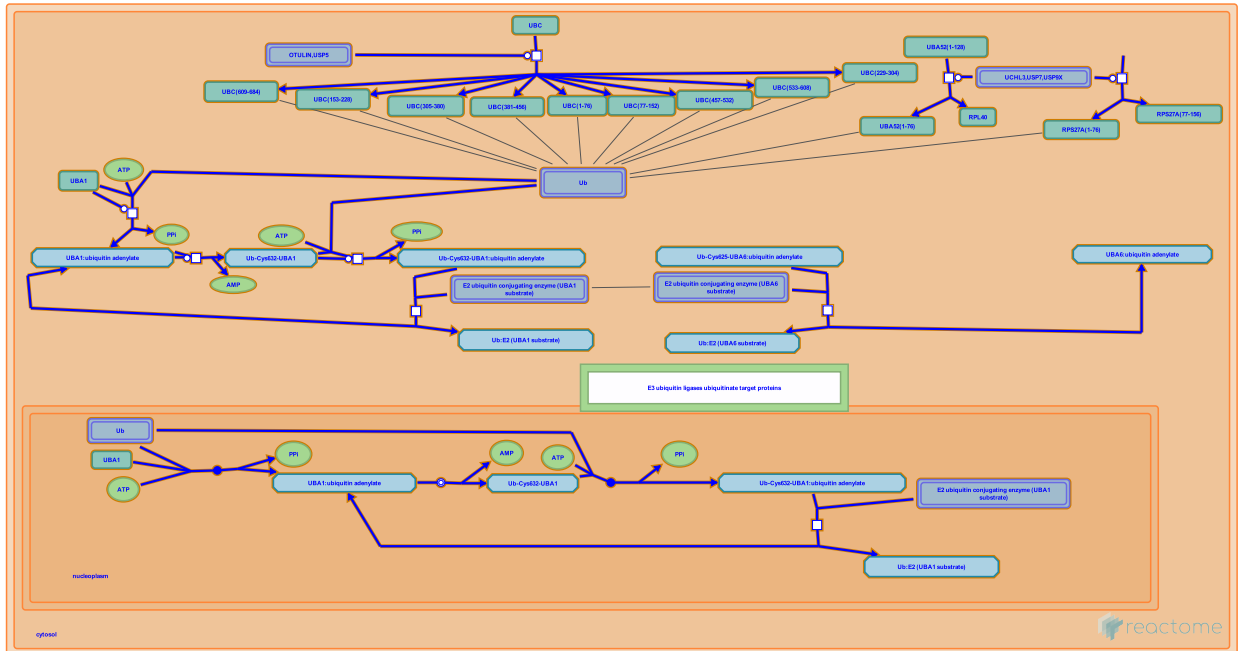 UBC
OTULIN,USP5
UBA52(1-128)
UBC(229-304)
UCHL3,USP7,USP9X
UBC(609-684)
UBC(153-228)
UBC(305-380)
UBC(381-456)
UBC(1-76)
UBC(77-152)
UBC(457-532)
UBC(533-608)
UBA52(1-76)
RPL40
RPS27A(1-76)
RPS27A(77-156)
ATP
UBA1
Ub
PPi
ATP
PPi
UBA1:ubiquitin adenylate
Ub-Cys632-UBA1
Ub-Cys632-UBA1:ubiquitin adenylate
Ub-Cys625-UBA6:ubiquitin adenylate
UBA6:ubiquitin adenylate
AMP
E2 ubiquitin conjugating enzyme (UBA1
substrate)
E2 ubiquitin conjugating enzyme (UBA6
substrate)
Ub:E2 (UBA1 substrate)
Ub:E2 (UBA6 substrate)
E3 ubiquitin ligases ubiquitinate target proteins
Ub
UBA1
ATP
PPi
AMP
ATP
PPi
UBA1:ubiquitin adenylate
Ub-Cys632-UBA1
Ub-Cys632-UBA1:ubiquitin adenylate
E2 ubiquitin conjugating enzyme (UBA1
substrate)
Ub:E2 (UBA1 substrate)
nucleoplasm
cytosol
reactome